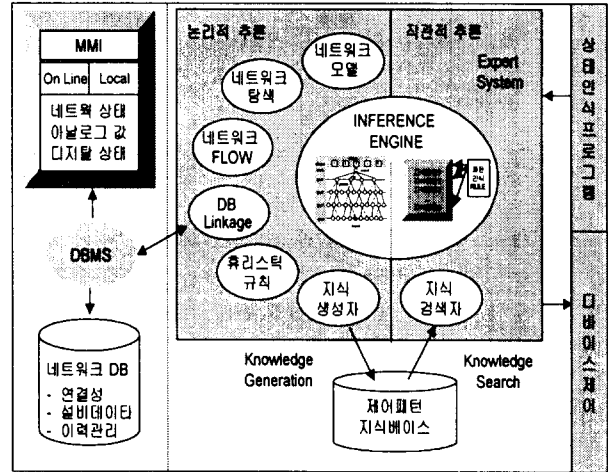 MMI
On Line
Local
네트웍 상태
아날로그 값
디지탈 상태
DBMS
네트워크 DB
- 연결성
- 설비데이타
- 이력관리
논리적 추론
직관적 추론
네트워크
모델
네트워크
탐색
네트워크
FLOW
DB
Linkage
휴리스틱
규칙
지식
생성자
지식
검색자
Expert
System
INFERENCE
ENGINE
RULE
Knowledge
Generation
Knowledge
Search
제어패턴
지식베이스
상태인식프로그램
디바이스제어